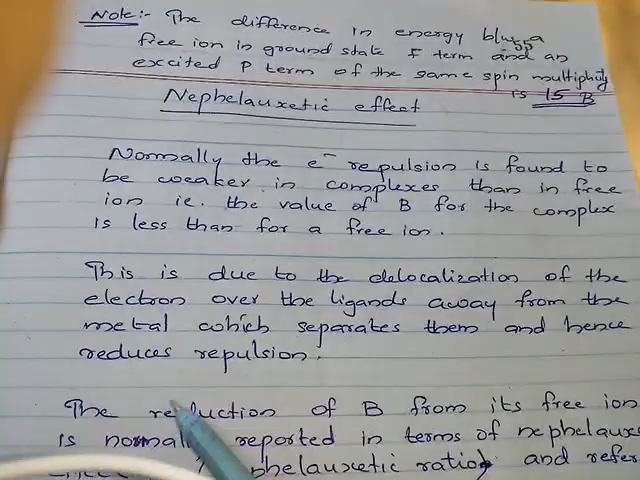 Note:- The difference in energy b/w a
free ion in ground state F term and an
excited P term of the same spin multiplicity
is 15 B
Nephelauxetic effect
Normally the e⁻ repulsion is found to
be weaker in complexes than in free
ion ie. the value of B for the complex
is less than for a free ion.
This is due to the delocalization of the
electron over the ligands away from the
metal which separates them and hence
reduces repulsion.
The reduction of B from its free ion
is normally reported in terms of nephelaux
nephelauxetic ratio) and refer